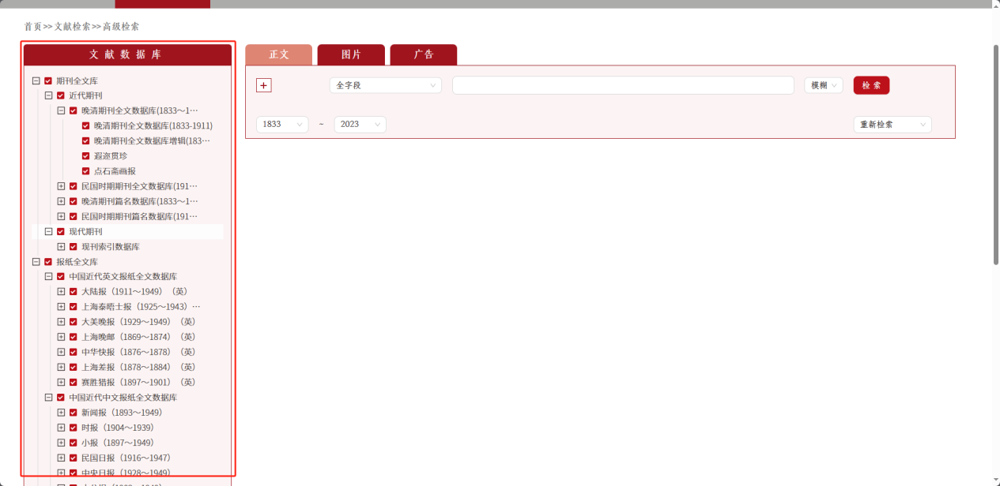 首页>>文献检索>>高级检索
文献数据库
期刊全文库
近代期刊
晚清期刊全文数据库(1833～1…
晚清期刊全文数据库(1833-1911)
晚清期刊全文数据库增辑(183…
遐迩贯珍
点石斋画报
民国时期期刊全文数据库(191…
晚清期刊篇名数据库(1833～1…
民国时期期刊篇名数据库(191…
现代期刊
现刊索引数据库
报纸全文库
中国近代英文报纸全文数据库
大陆报（1911～1949）（英）
上海泰晤士报（1925～1943）…
大美晚报（1929～1949）（英）
上海晚邮（1869～1874）（英）
中华快报（1876～1878）（英）
上海差报（1878～1884）（英）
赛胜猎报（1897～1901）（英）
中国近代中文报纸全文数据库
新闻报（1893～1949）
时报（1904～1939）
小报（1897～1949）
民国日报（1916～1947）
中央日报（1928～1949）
正文 图片 广告
全字段 模糊 检索
1833 ~ 2023 重新检索